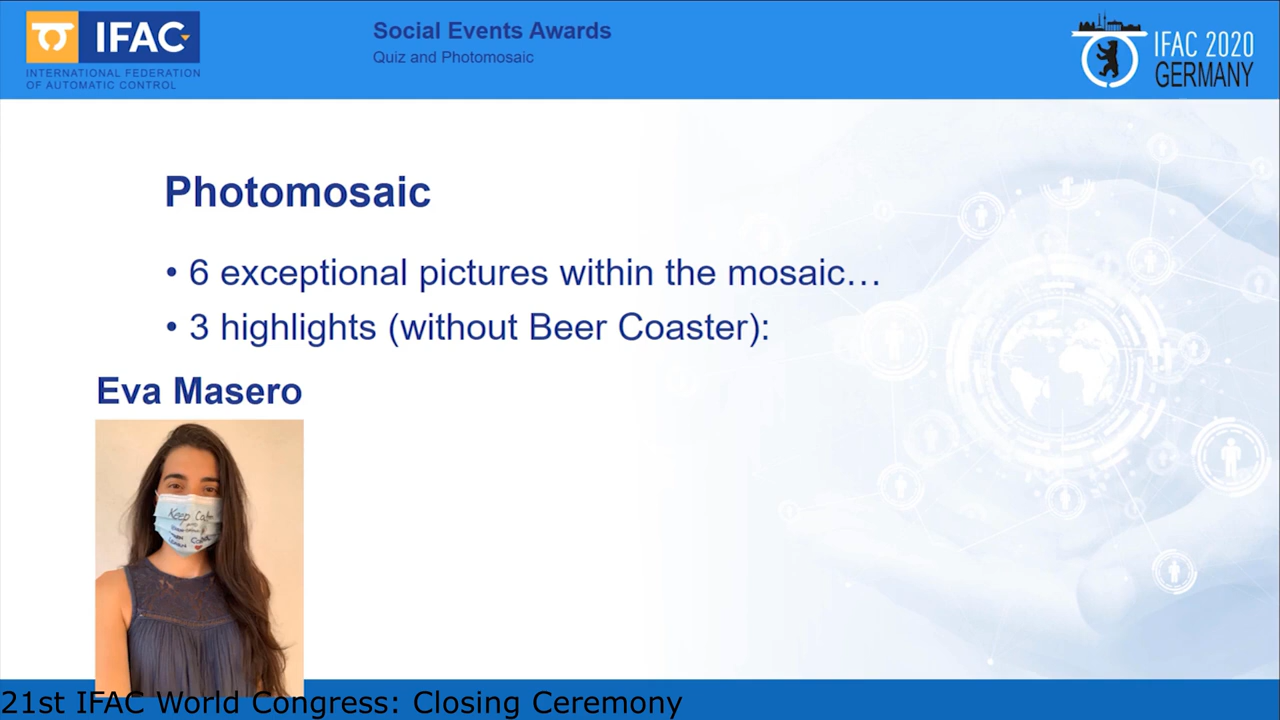 IFAC
INTERNATIONAL FEDERATION
OF AUTOMATIC CONTROL
Social Events Awards
Quiz and Photomosaic
IFAC 2020
GERMANY
Photomosaic
• 6 exceptional pictures within the mosaic…
• 3 highlights (without Beer Coaster):
Eva Masero
Keep
21st IFAC World Congress: Closing Ceremony